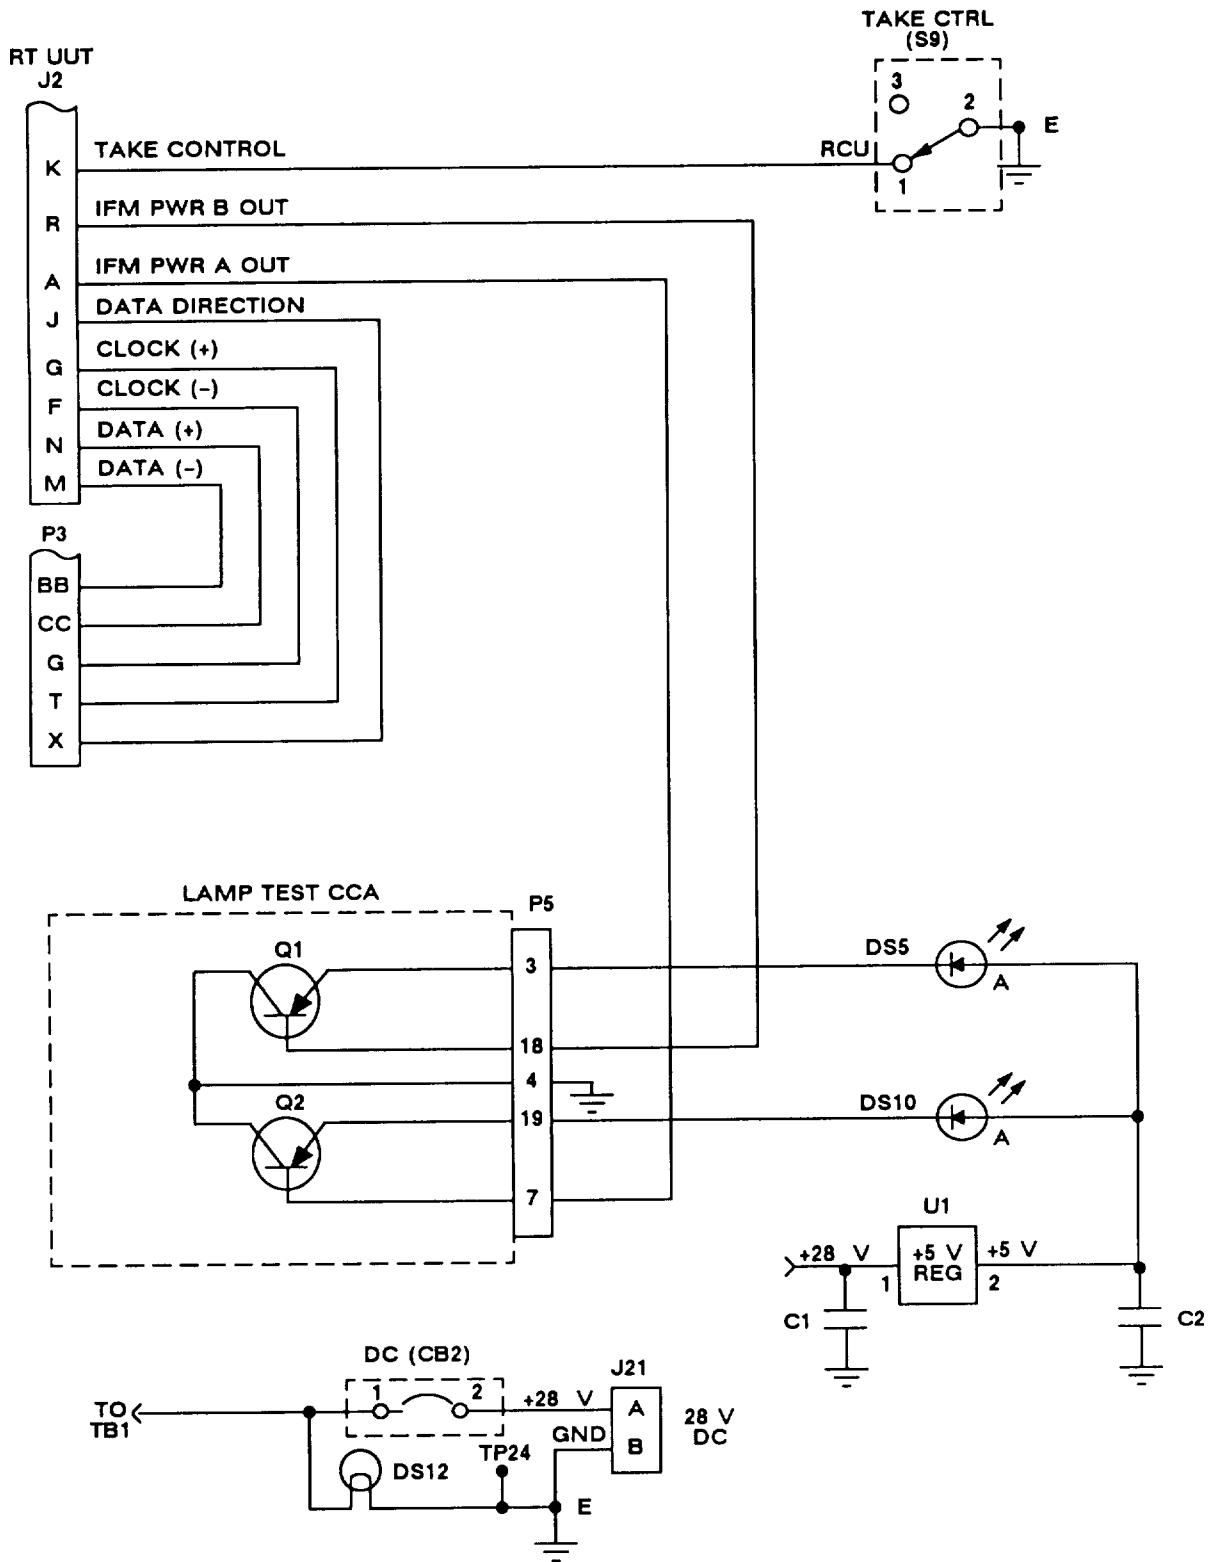 TAKE CTRL
(S9)
RT UUT
J2
3
2
E
K
TAKE CONTROL
RCU
1
R
IFM PWR B OUT
A
IFM PWR A OUT
J
DATA DIRECTION
G
CLOCK (+)
F
CLOCK (-)
N
DATA (+)
M
DATA (-)
P3
BB
CC
G
T
X
LAMP TEST CCA
P5
Q1
3
DS5
A
18
4
Q2
19
DS10
A
7
U1
+28 V
1
+5 V
REG
+5 V
2
C1
C2
DC (CB2)
J21
TO
TB1
1
2
+28 V
A
28 V
DC
GND
B
TP24
DS12
E